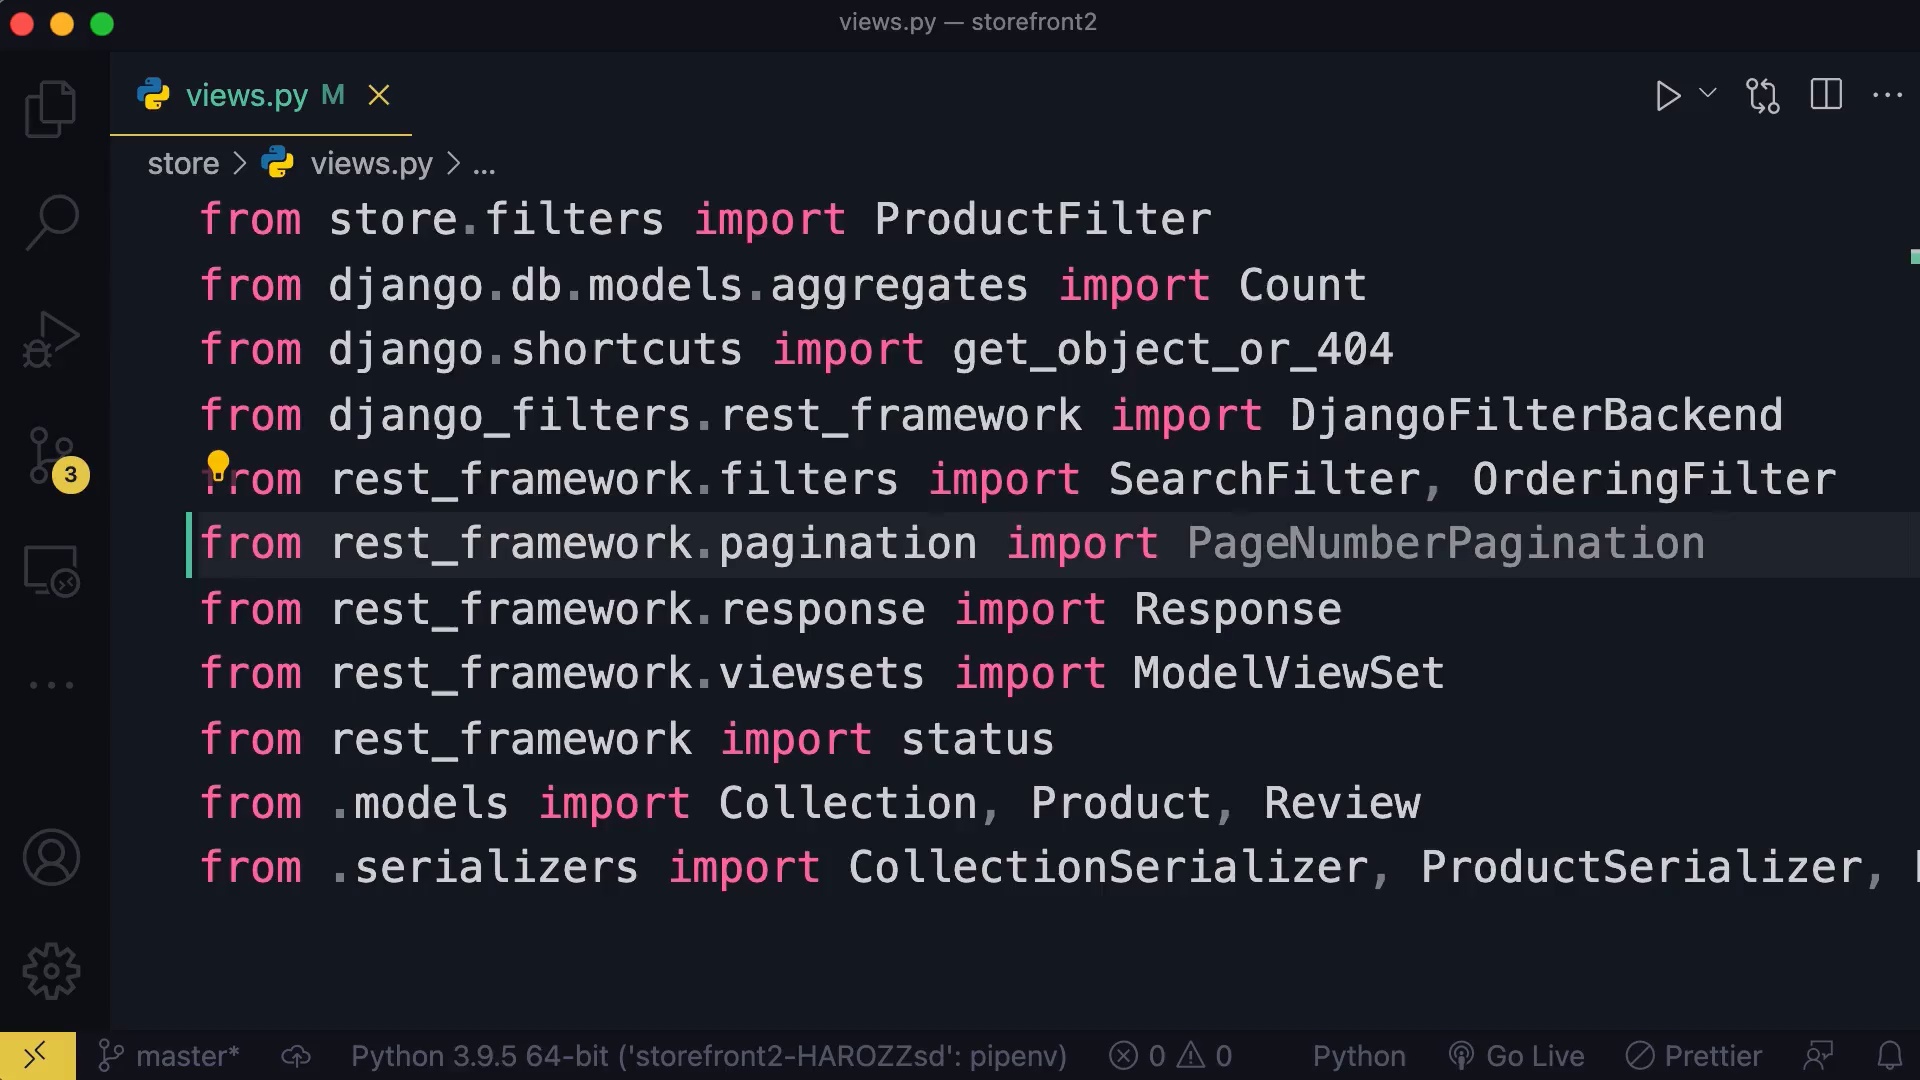 views.py — storefront2
views.py M
store > views.py > ...
from store.filters import ProductFilter
from django.db.models.aggregates import Count
from django.shortcuts import get_object_or_404
from django_filters.rest_framework import DjangoFilterBackend
from rest_framework.filters import SearchFilter, OrderingFilter
from rest_framework.pagination import PageNumberPagination
from rest_framework.response import Response
from rest_framework.viewsets import ModelViewSet
from rest_framework import status
from .models import Collection, Product, Review
from .serializers import CollectionSerializer, ProductSerializer,
3
master* Python 3.9.5 64-bit ('storefront2-HAROZZsd': pipenv) 0 0 Python Go Live Prettier